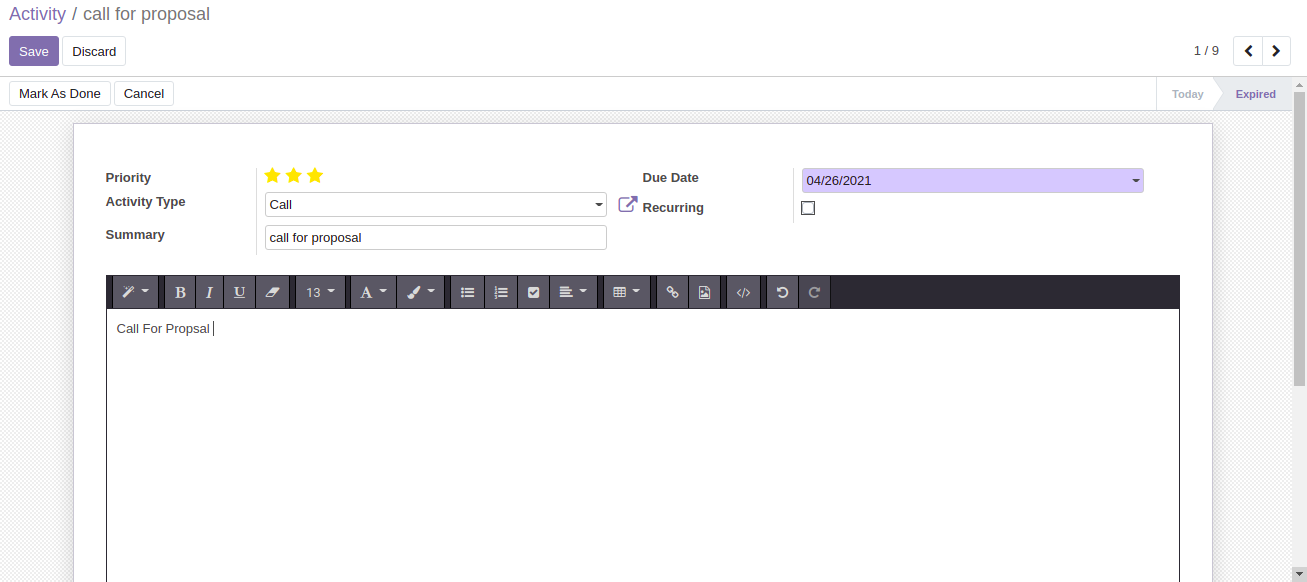 Activity / call for proposal
Save Discard 1 / 9
Mark As Done Cancel Today Expired
Priority Due Date 04/26/2021
Activity Type Call Recurring
Summary call for proposal
B I U 13 A </>
Call For Propsal